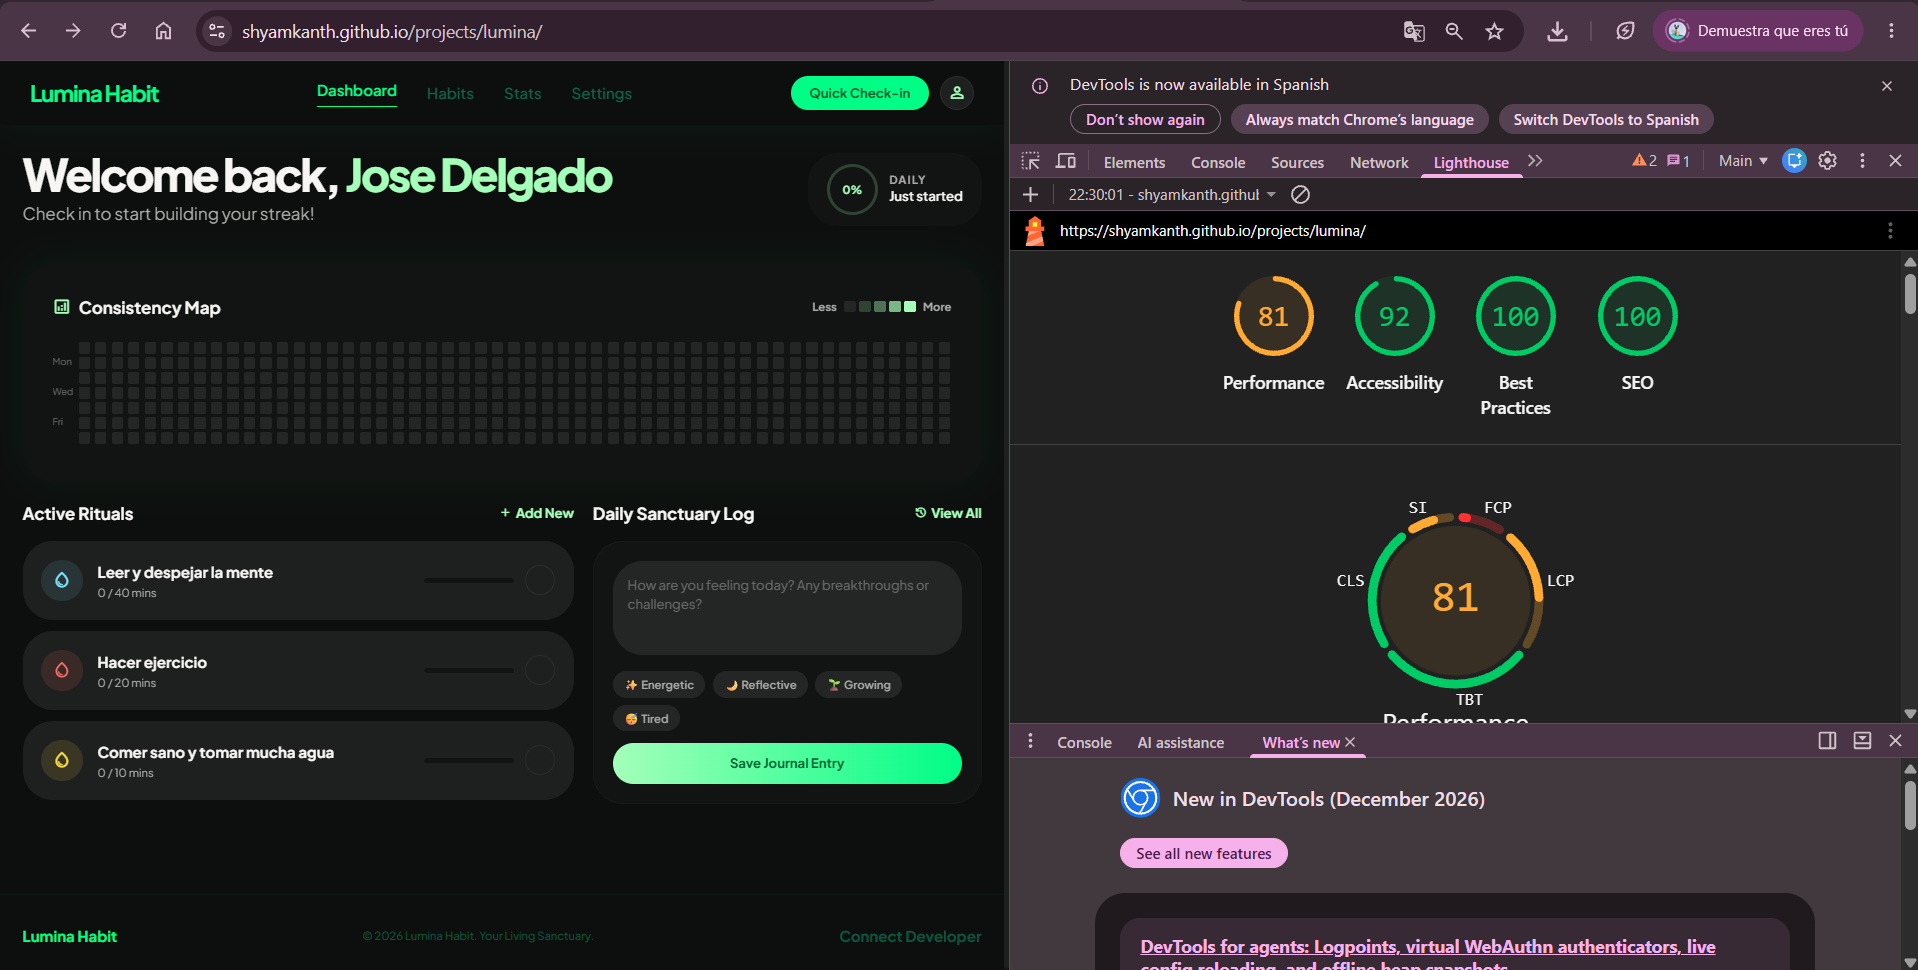 shyamkanth.github.io/projects/lumina/
Demuestra que eres tú
Lumina Habit
Dashboard
Habits
Stats
Settings
Quick Check-in
Welcome back, Jose Delgado
Check in to start building your streak!
0%
DAILY
Just started
Consistency Map
Less
More
Mon
Wed
Fri
Active Rituals
+ Add New
Leer y despejar la mente
0 / 40 mins
Hacer ejercicio
0 / 20 mins
Comer sano y tomar mucha agua
0 / 10 mins
Daily Sanctuary Log
View All
How are you feeling today? Any breakthroughs or
challenges?
✨ Energetic
🌙 Reflective
🌱 Growing
😴 Tired
Save Journal Entry
Lumina Habit
© 2026 Lumina Habit. Your Living Sanctuary.
Connect Developer
DevTools is now available in Spanish
Don't show again
Always match Chrome's language
Switch DevTools to Spanish
Elements
Console
Sources
Network
Lighthouse
2
1
Main
22:30:01 - shyamkanth.github
https://shyamkanth.github.io/projects/lumina/
81
Performance
92
Accessibility
100
Best
Practices
100
SEO
SI
FCP
CLS
LCP
81
TBT
Performance
Console
AI assistance
What's new
New in DevTools (December 2026)
See all new features
DevTools for agents: Logpoints, virtual WebAuthn authenticators, live
config reloading, and offline heap snapshots